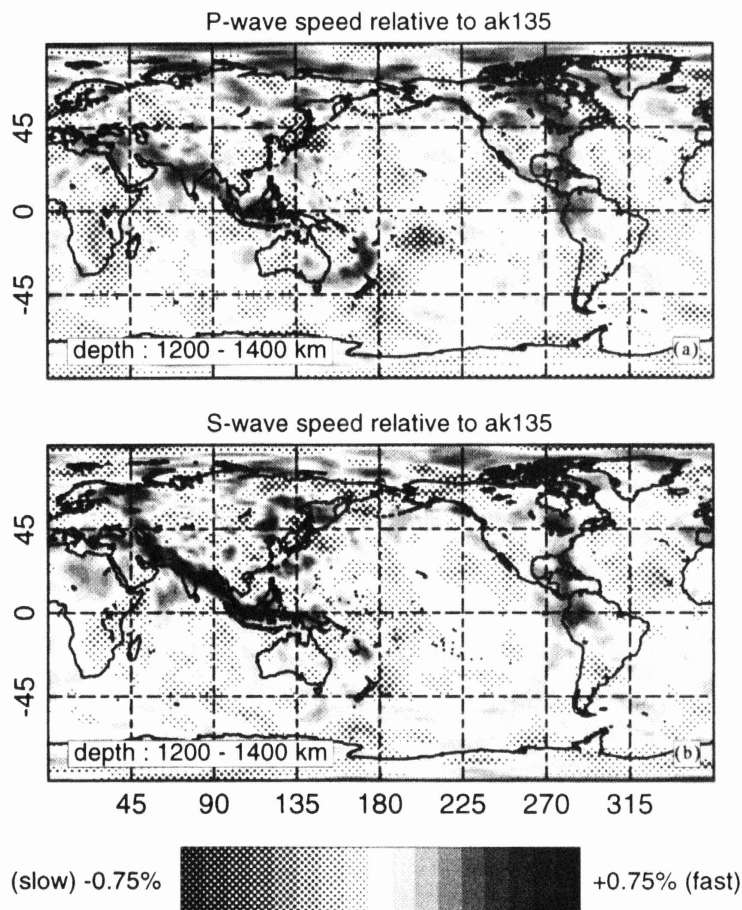 P-wave speed relative to ak135
45
0
-45
depth : 1200 - 1400 km
(a)
S-wave speed relative to ak135
45
0
-45
depth : 1200 - 1400 km
(b)
45 90 135 180 225 270 315
(slow) -0.75% +0.75% (fast)